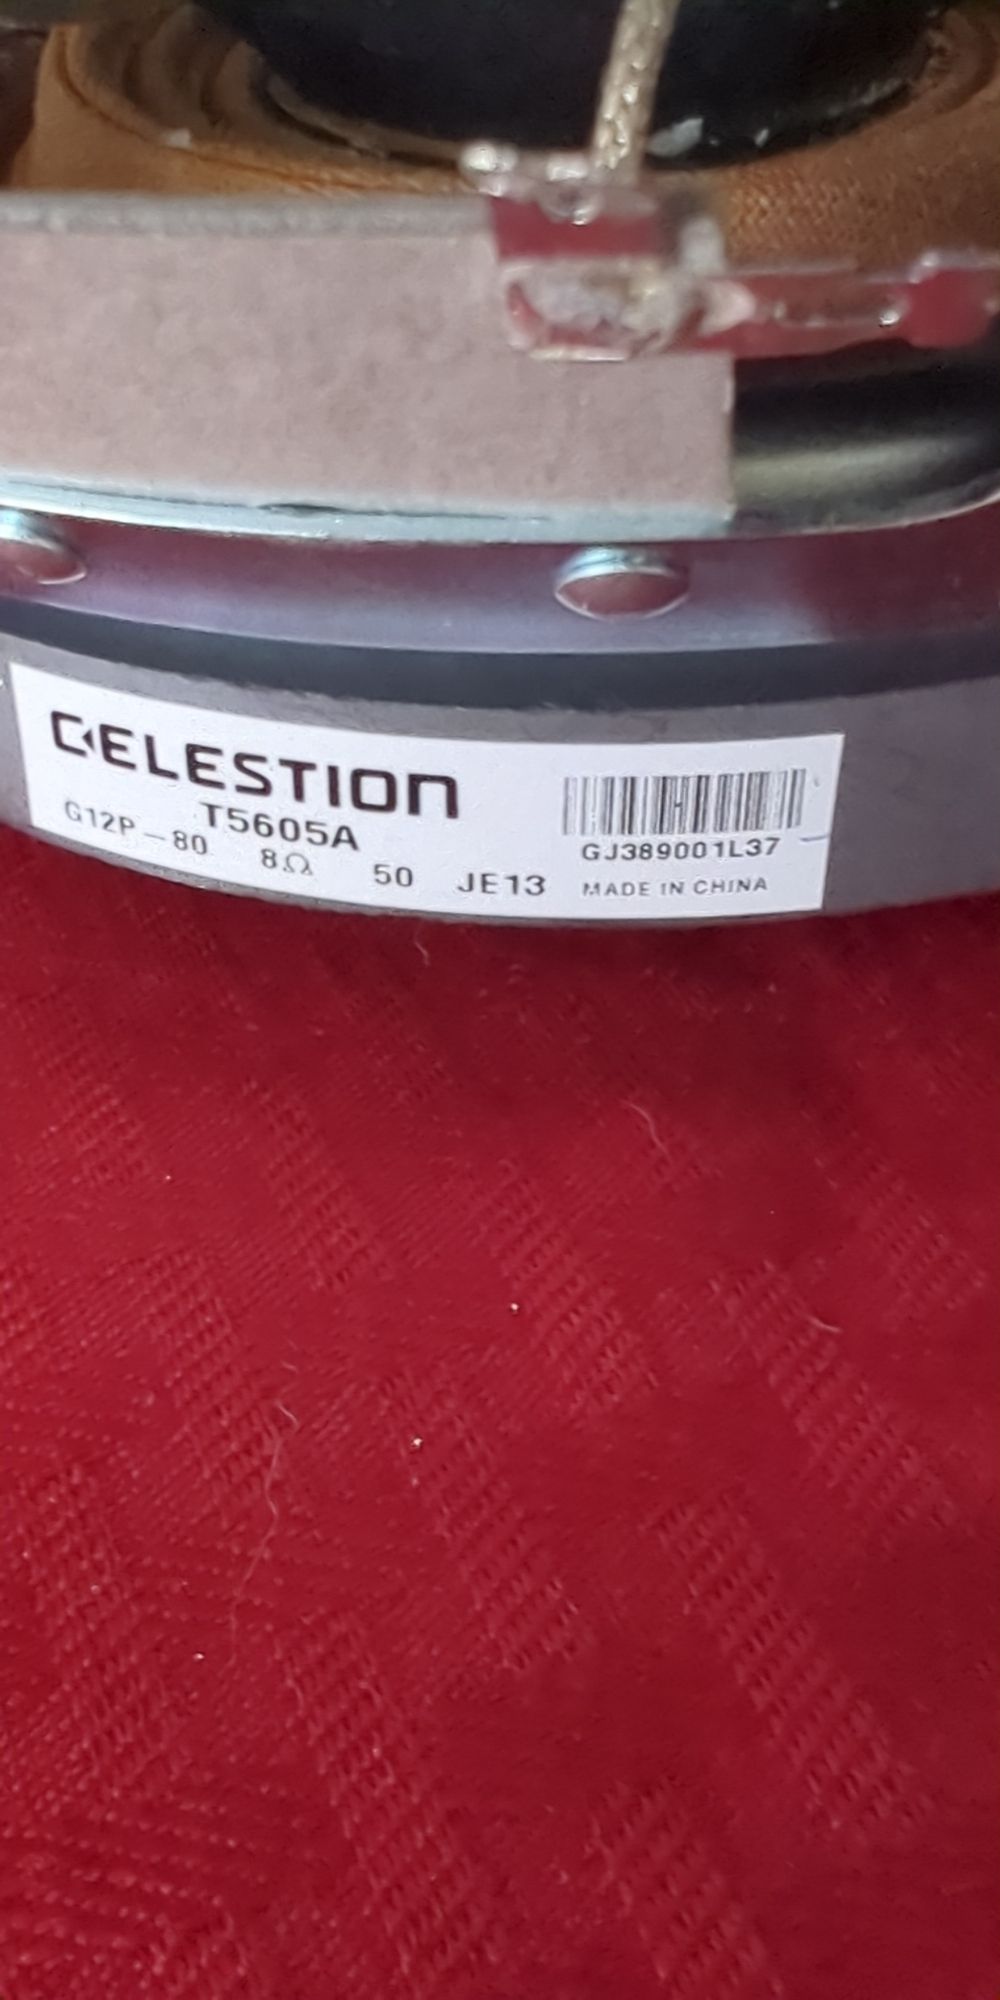 CELESTION
T5605A
G12P-80 8Ω 50 JE13
GJ389001L37
MADE IN CHINA